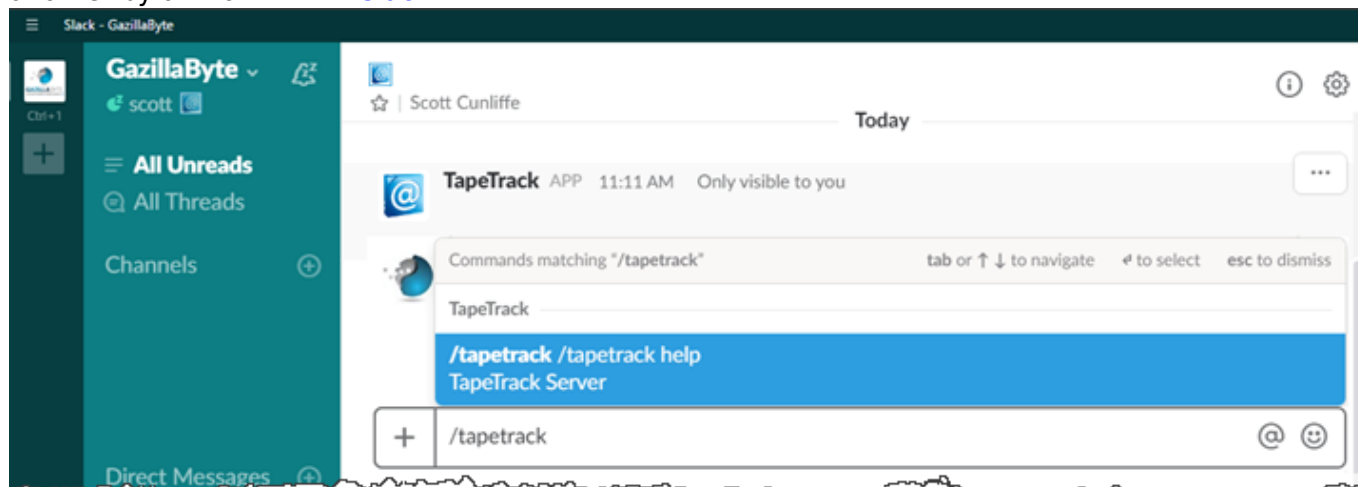 Slack - GazillaByte
GazillaByte
scott
Ctrl+1
All Unreads
All Threads
Channels
Direct Messages
Scott Cunliffe
Today
TapeTrack APP 11:11 AM Only visible to you
Commands matching "/tapetrack" tab or ↑ ↓ to navigate ↲ to select esc to dismiss
TapeTrack
/tapetrack /tapetrack help
TapeTrack Server
/tapetrack